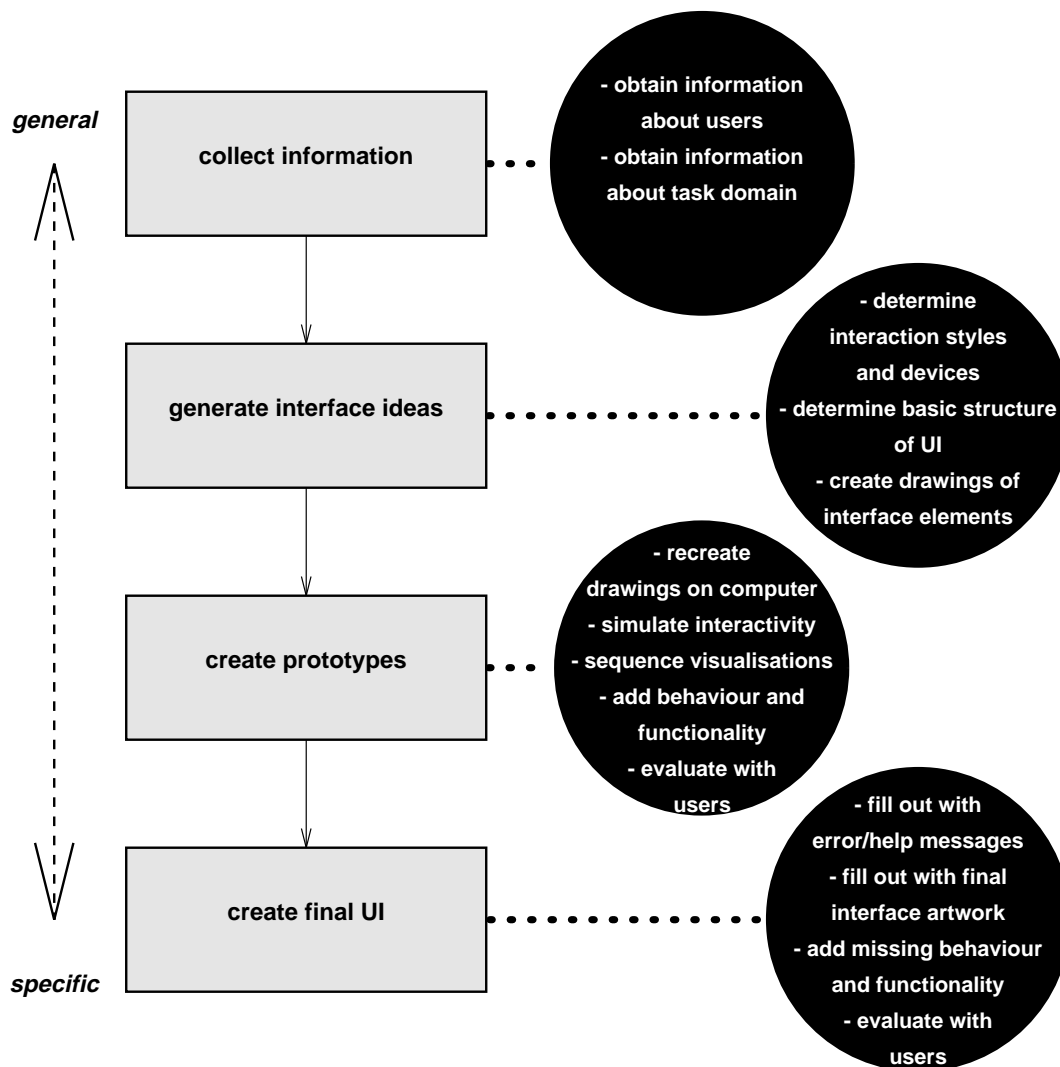 general
collect information
- obtain information
about users
- obtain information
about task domain
generate interface ideas
- determine
interaction styles
and devices
- determine basic structure
of UI
- create drawings of
interface elements
create prototypes
- recreate
drawings on computer
- simulate interactivity
- sequence visualisations
- add behaviour and
functionality
- evaluate with
users
create final UI
specific
- fill out with
error/help messages
- fill out with final
interface artwork
- add missing behaviour
and functionality
- evaluate with
users